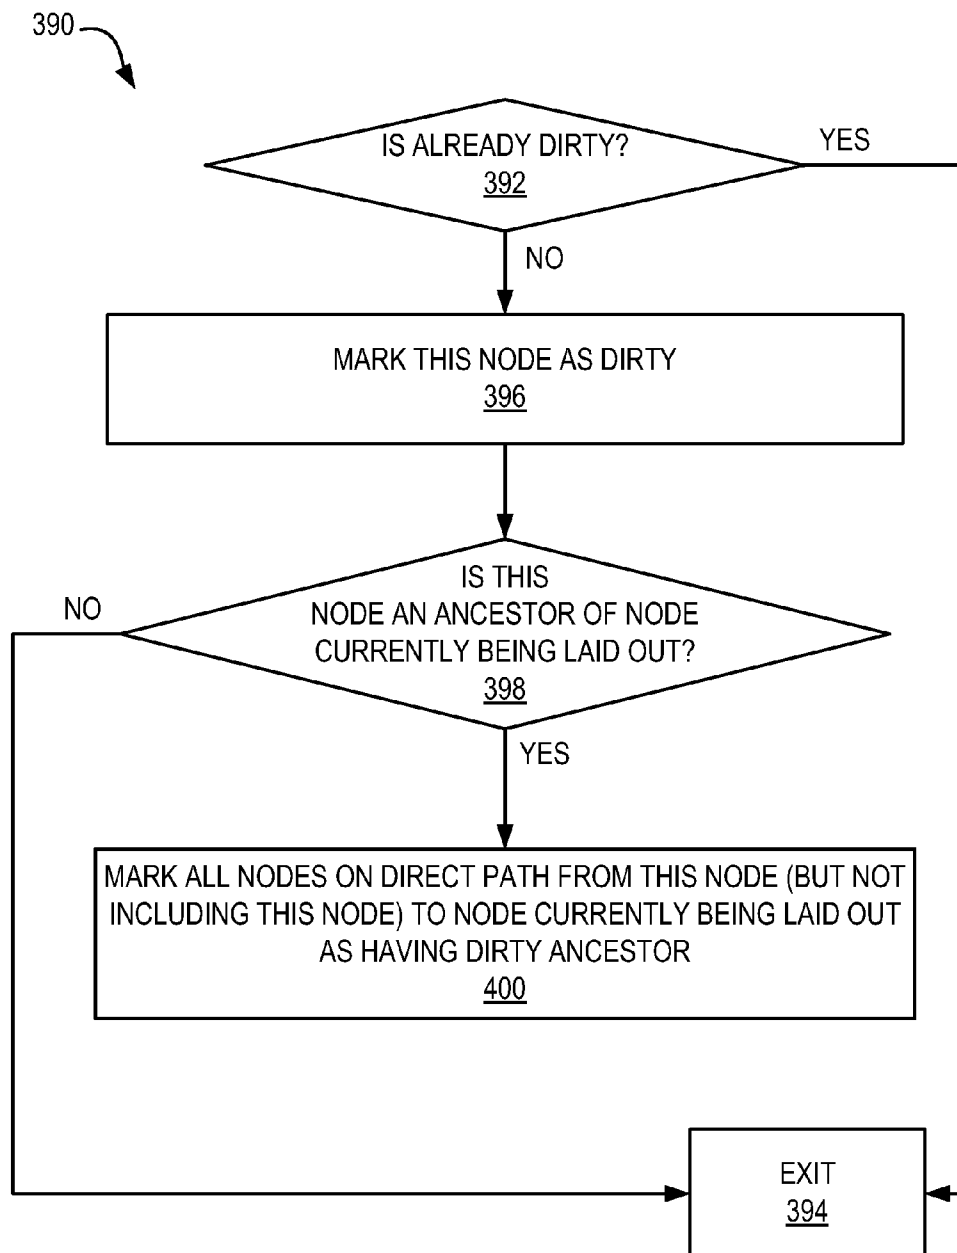 390
IS ALREADY DIRTY?
392
YES
NO
MARK THIS NODE AS DIRTY
396
IS THIS
NODE AN ANCESTOR OF NODE
CURRENTLY BEING LAID OUT?
398
NO
YES
MARK ALL NODES ON DIRECT PATH FROM THIS NODE (BUT NOT
INCLUDING THIS NODE) TO NODE CURRENTLY BEING LAID OUT
AS HAVING DIRTY ANCESTOR
400
EXIT
394